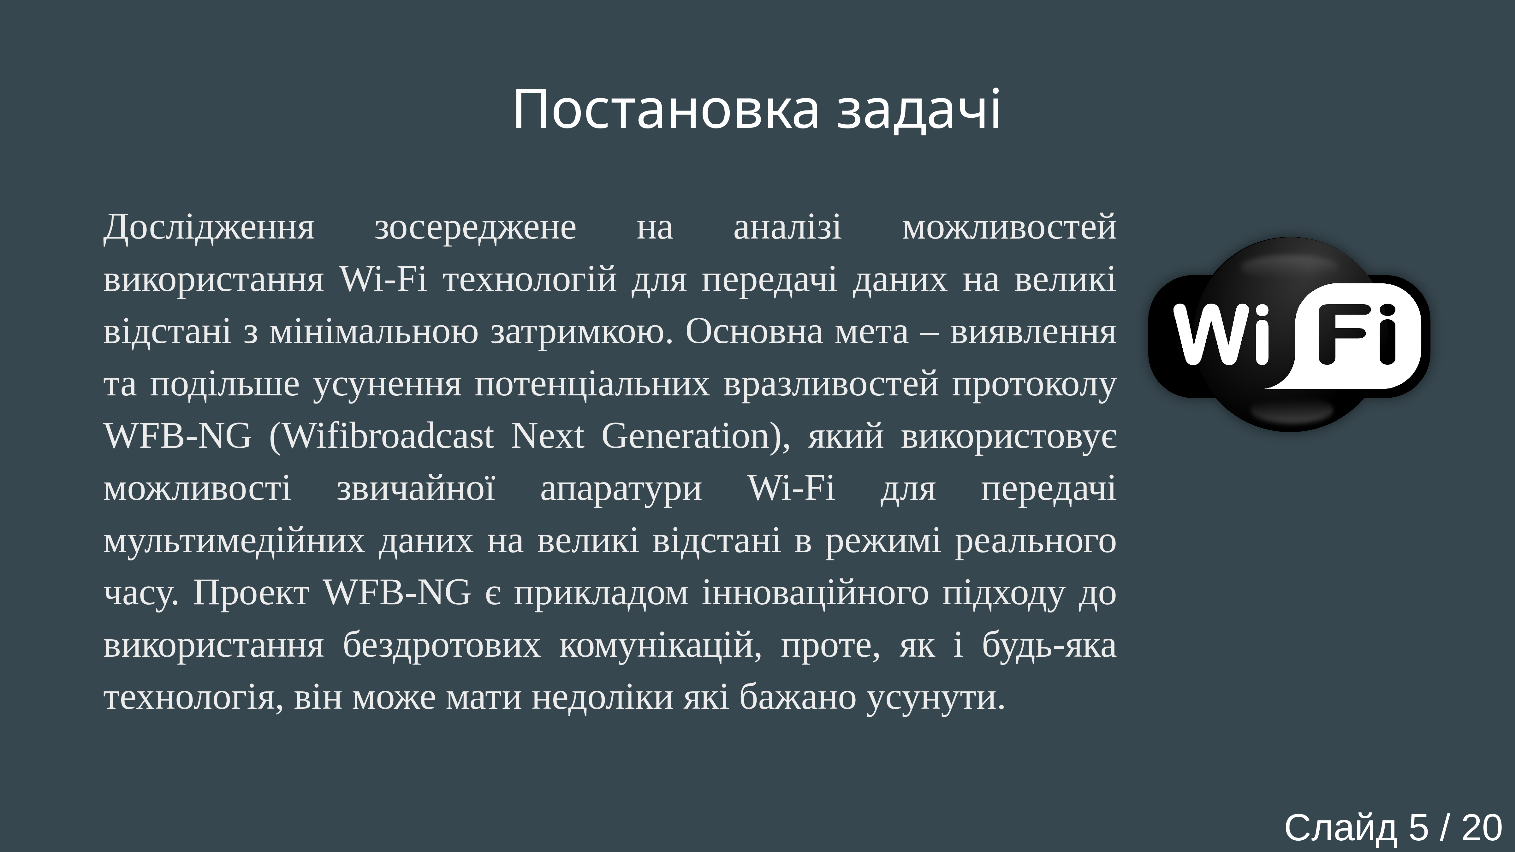 Постановка задачі
Дослідження зосереджене на аналізі можливостей
використання Wi-Fi технологій для передачі даних на великі
відстані з мінімальною затримкою. Основна мета – виявлення
та подільше усунення потенціальних вразливостей протоколу
WFB-NG (Wifibroadcast Next Generation), який використовує
можливості звичайної апаратури Wi-Fi для передачі
мультимедійних даних на великі відстані в режимі реального
часу. Проект WFB-NG є прикладом інноваційного підходу до
використання бездротових комунікацій, проте, як і будь-яка
технологія, він може мати недоліки які бажано усунути.
Wi Fi
Слайд 5 / 20